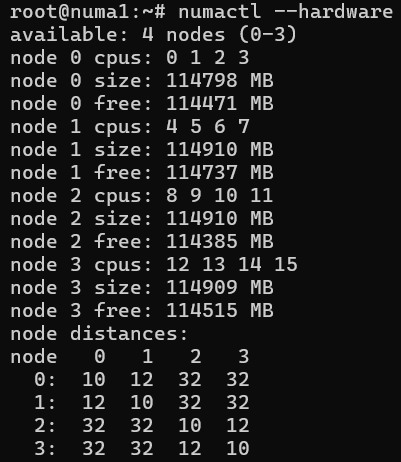 root@numa1:~# numactl --hardware
available: 4 nodes (0-3)
node 0 cpus: 0 1 2 3
node 0 size: 114798 MB
node 0 free: 114471 MB
node 1 cpus: 4 5 6 7
node 1 size: 114910 MB
node 1 free: 114737 MB
node 2 cpus: 8 9 10 11
node 2 size: 114910 MB
node 2 free: 114385 MB
node 3 cpus: 12 13 14 15
node 3 size: 114909 MB
node 3 free: 114515 MB
node distances:
node   0   1   2   3
  0:  10  12  32  32
  1:  12  10  32  32
  2:  32  32  10  12
  3:  32  32  12  10